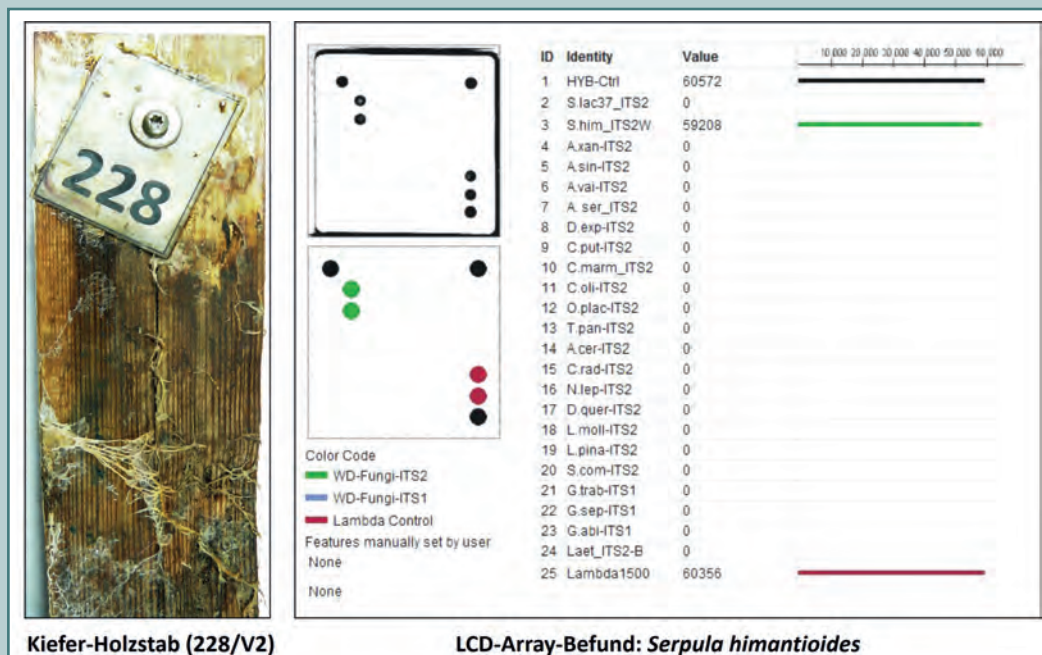 228
Color Code
WD-Fungi-ITS2
WD-Fungi-ITS1
Lambda Control
Features manually set by user
None
None
ID Identity Value 10,000 20,000 30,000 40,000 50,000 60,000
1 HYB-Ctrl 60572
2 S.lac37_ITS2 0
3 S.him_ITS2W 59208
4 A.xan-ITS2 0
5 A.sin-ITS2 0
6 A.vai-ITS2 0
7 A. ser_ITS2 0
8 D.exp-ITS2 0
9 C.put-ITS2 0
10 C.marm_ITS2 0
11 C.oli-ITS2 0
12 O.plac-ITS2 0
13 T.pan-ITS2 0
14 A.cer-ITS2 0
15 C.rad-ITS2 0
16 N.lep-ITS2 0
17 D.quer-ITS2 0
18 L.moll-ITS2 0
19 L.pina-ITS2 0
20 S.com-ITS2 0
21 G.trab-ITS1 0
22 G.sep-ITS1 0
23 G.abi-ITS1 0
24 Laet_ITS2-B 0
25 Lambda1500 60356
Kiefer-Holzstab (228/V2)
LCD-Array-Befund: Serpula himantioides